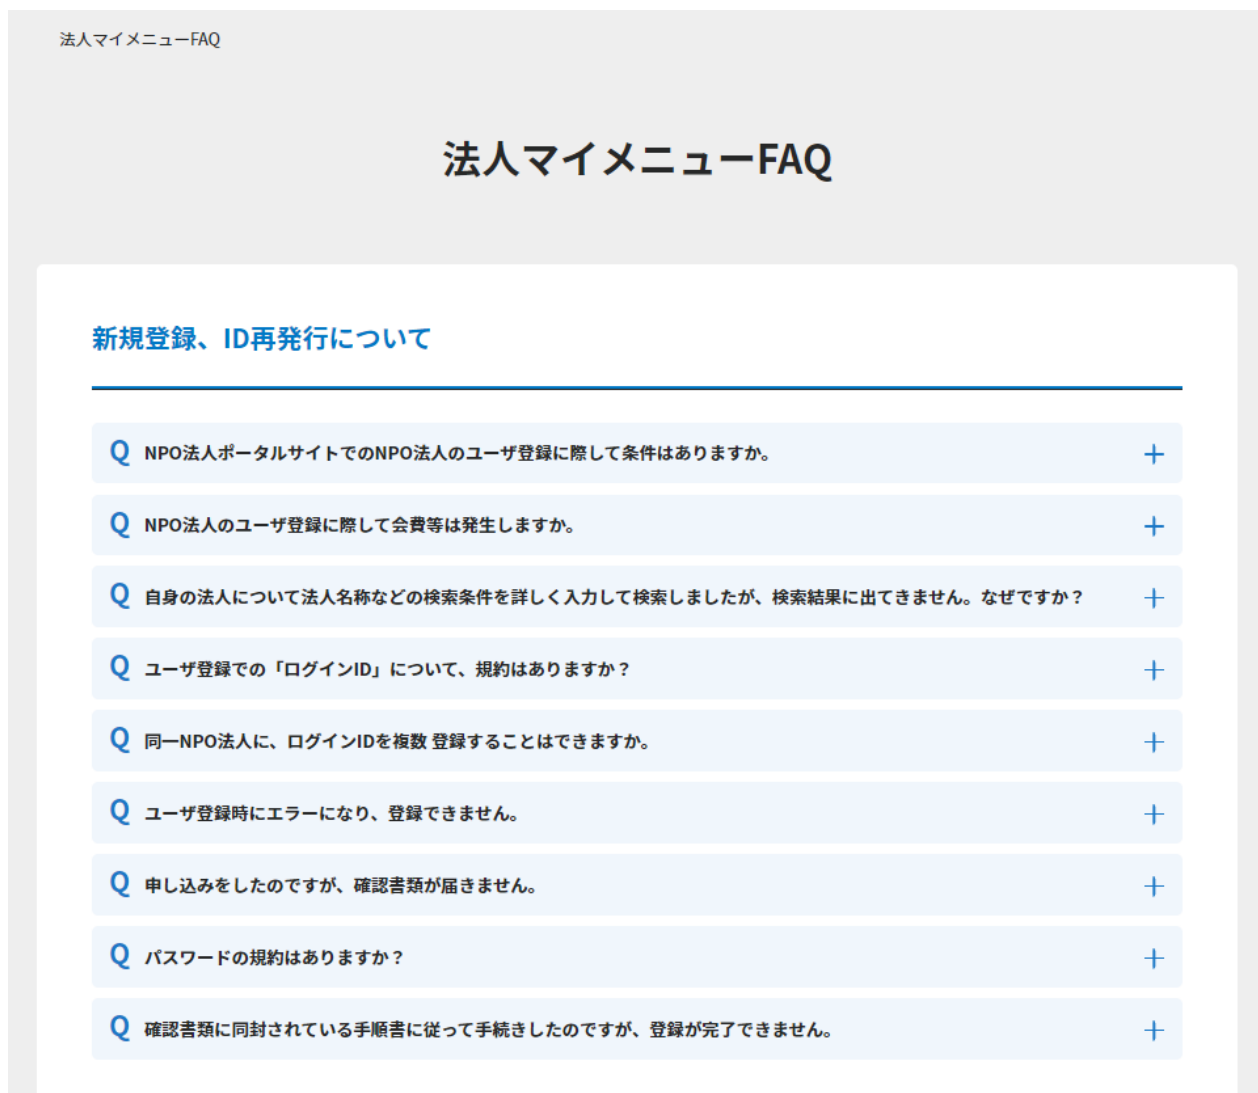 法人マイメニューFAQ
法人マイメニューFAQ
新規登録、ID再発行について
Q NPO法人ポータルサイトでのNPO法人のユーザ登録に際して条件はありますか。
Q NPO法人のユーザ登録に際して会費等は発生しますか。
Q 自身の法人について法人名称などの検索条件を詳しく入力して検索しましたが、検索結果に出てきません。なぜですか？
Q ユーザ登録での「ログインID」について、規約はありますか？
Q 同一NPO法人に、ログインIDを複数 登録することはできますか。
Q ユーザ登録時にエラーになり、登録できません。
Q 申し込みをしたのですが、確認書類が届きません。
Q パスワードの規約はありますか？
Q 確認書類に同封されている手順書に従って手続きしたのですが、登録が完了できません。